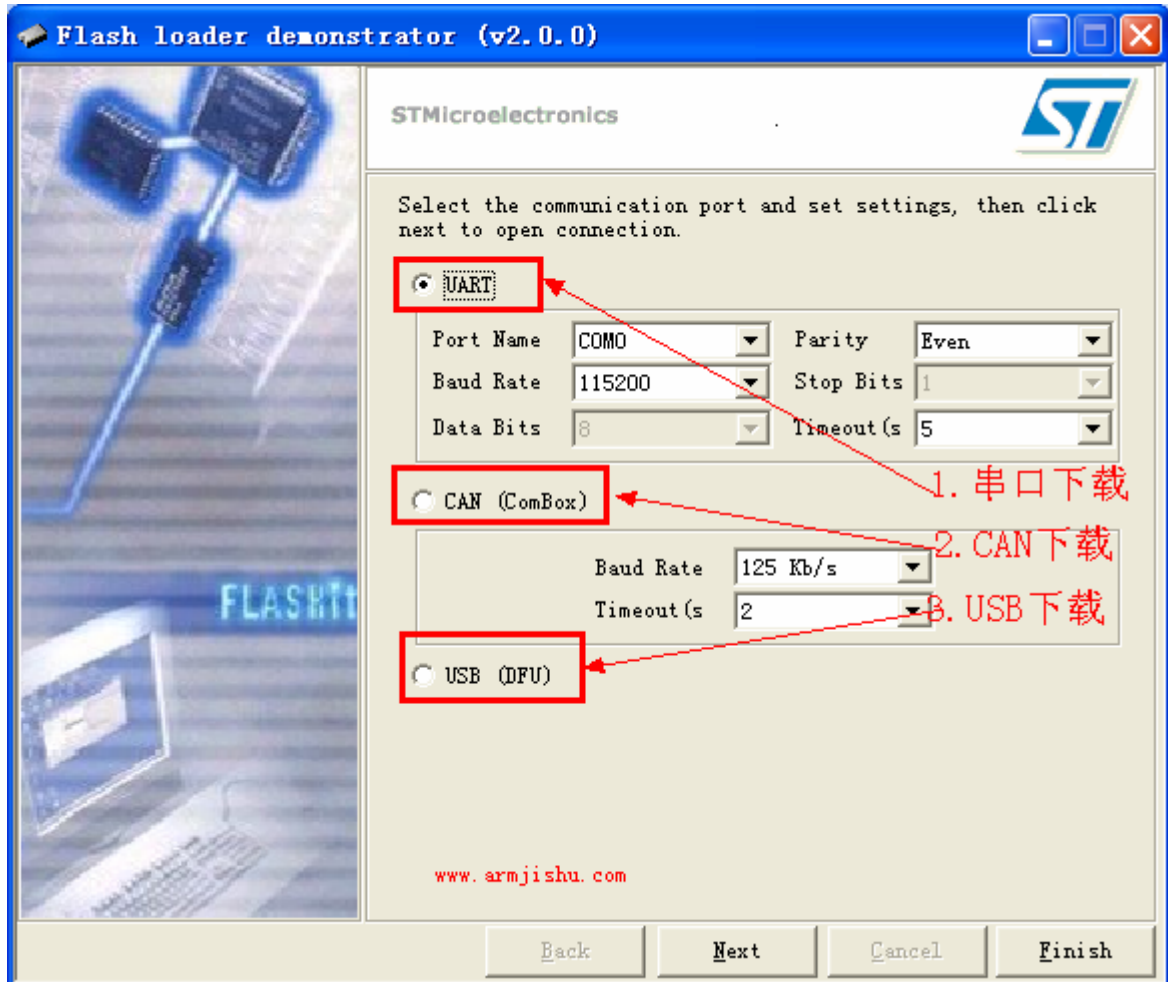 Flash loader demonstrator (v2.0.0)
STMicroelectronics
ST
Select the communication port and set settings, then click
next to open connection.
UART
Port Name COM0 Parity Even
Baud Rate 115200 Stop Bits 1
Data Bits 8 Timeout(s 5
1. 串口下载
CAN (ComBox)
2. CAN下载
Baud Rate 125 Kb/s
Timeout(s 2
3. USB下载
USB (DFU)
FLASHit
www.armjishu.com
Back Next Cancel Finish